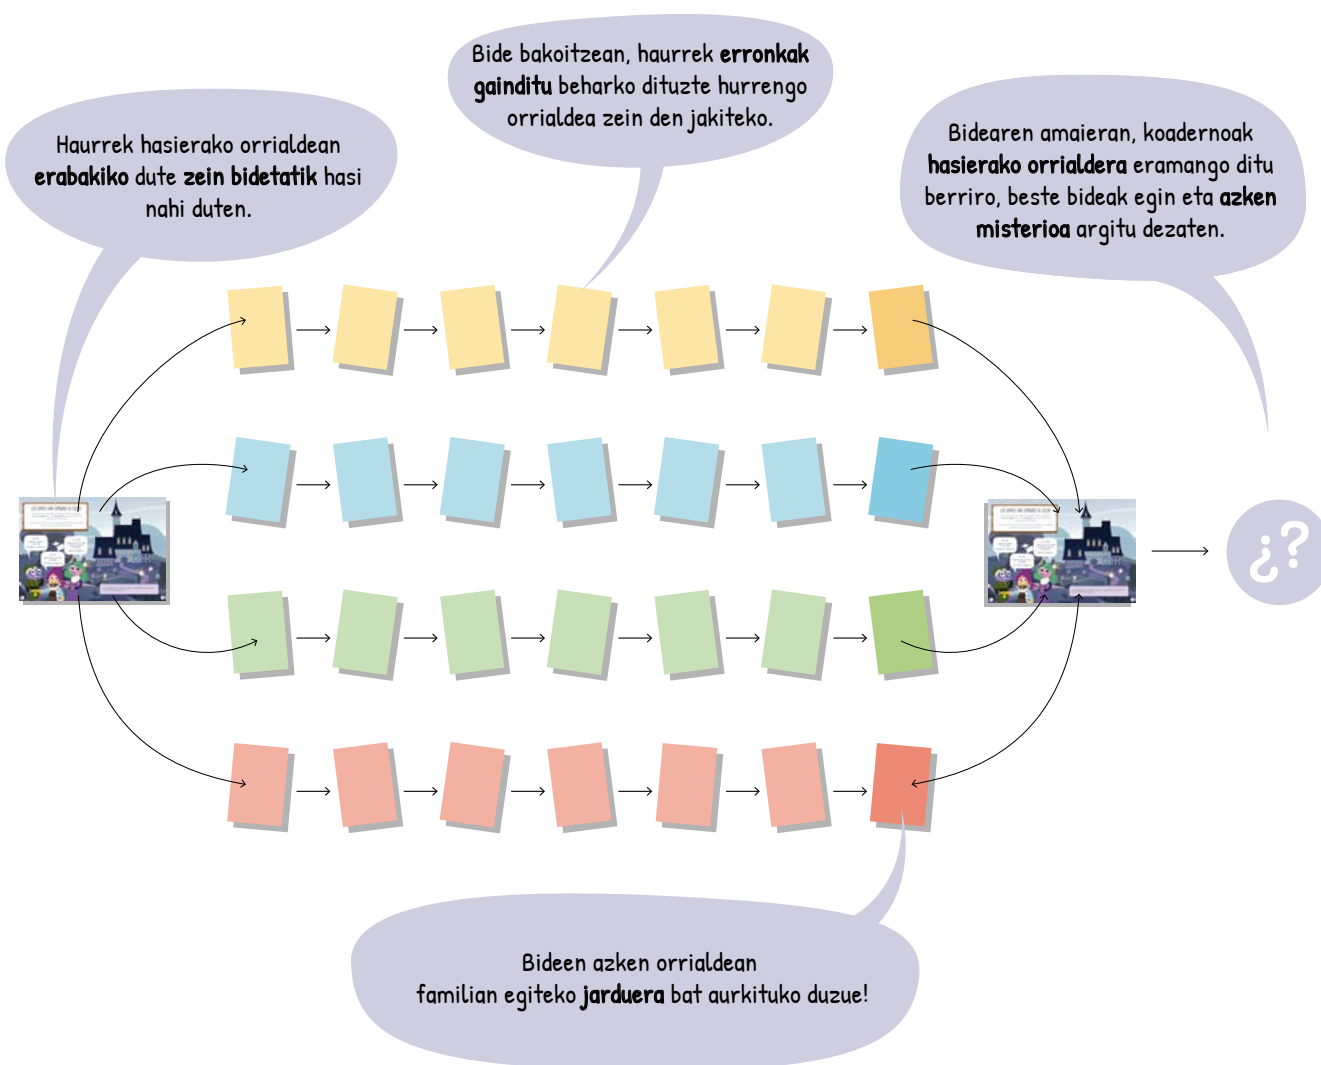 Bide bakoitzean, haurrek erronkak
gainditu beharko dituzte hurrengo
orrialdea zein den jakiteko.
Haurrek hasierako orrialdean
erabakiko dute zein bidetatik hasi
nahi duten.
Bidearen amaieran, koadernoak
hasierako orrialdera eramango ditu
berriro, beste bideak egin eta azken
misterioa argitu dezaten.
¿?
Bideen azken orrialdean
familian egiteko jarduera bat aurkituko duzue!